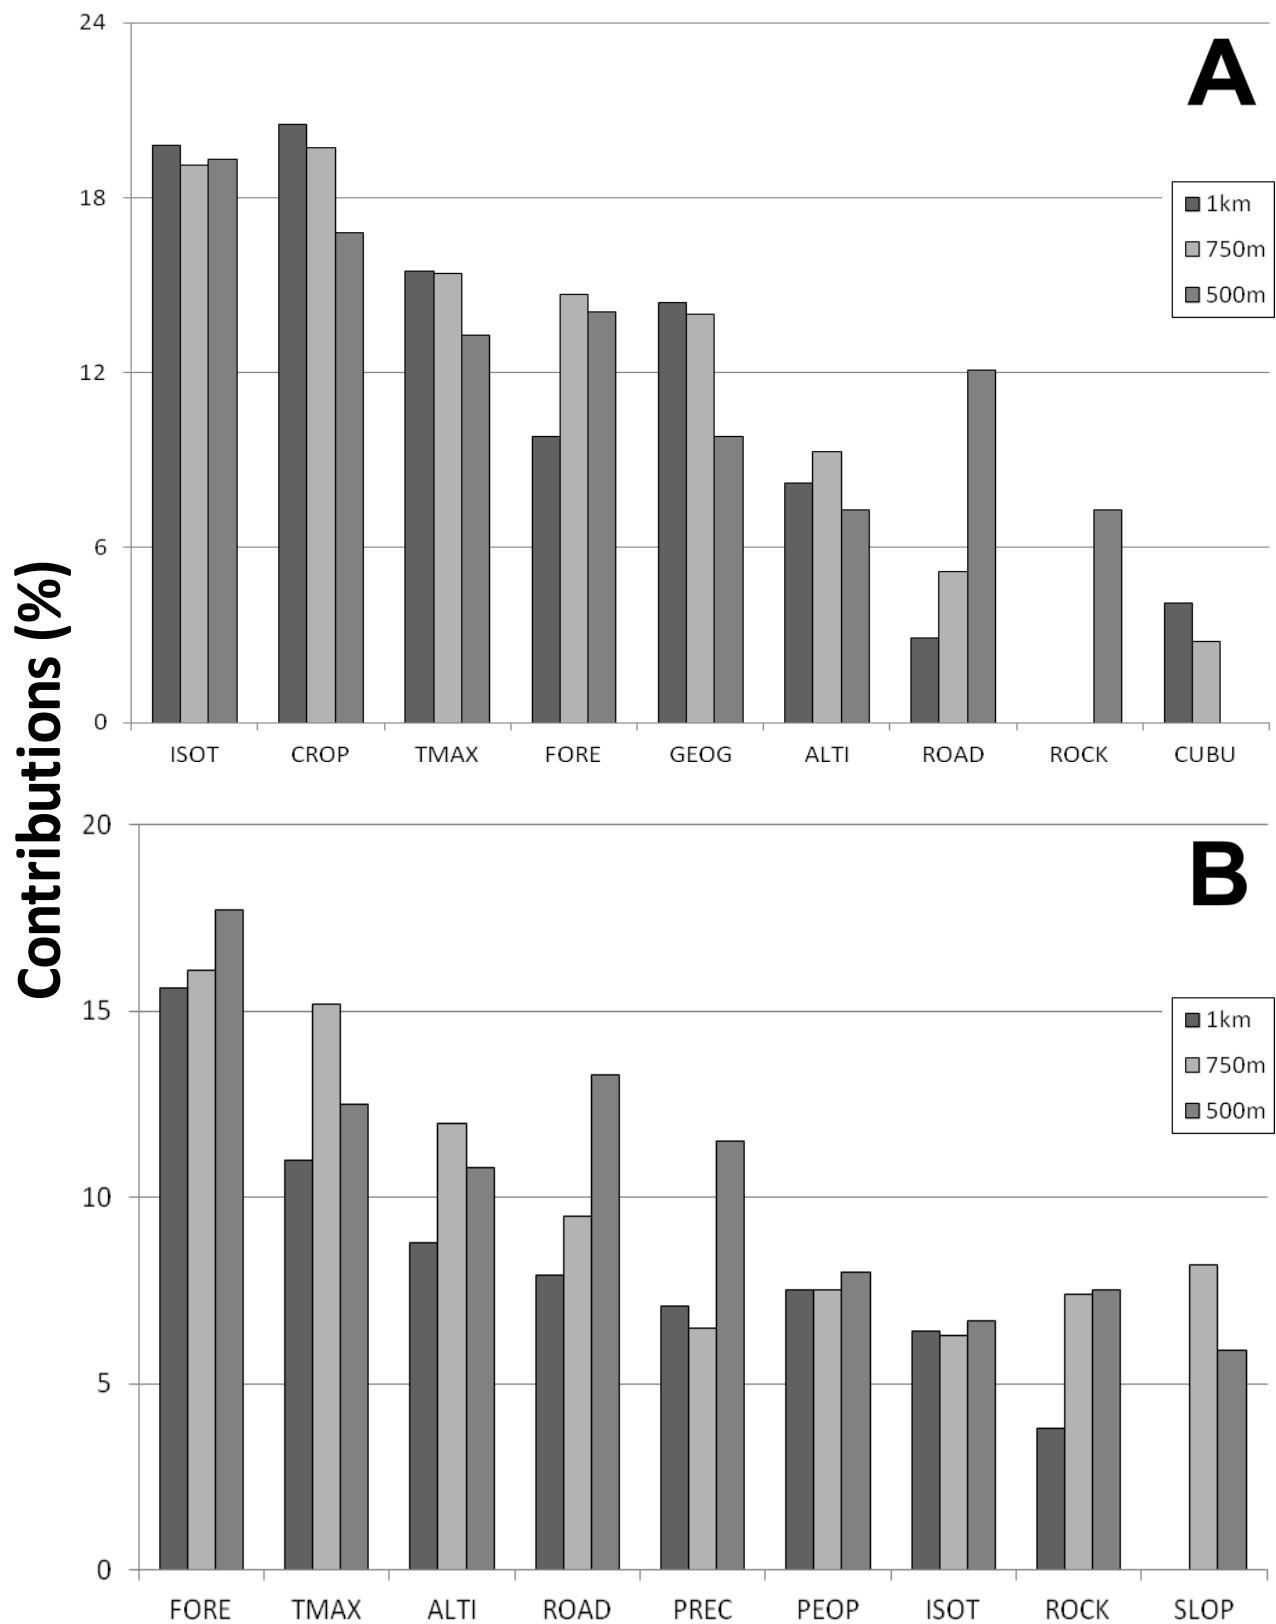 Contributions (%)
A
24
18
12
6
0
1km
750m
500m
ISOT CROP TMAX FORE GEOG ALTI ROAD ROCK CUBU
B
20
15
10
5
0
1km
750m
500m
FORE TMAX ALTI ROAD PREC PEOP ISOT ROCK SLOP